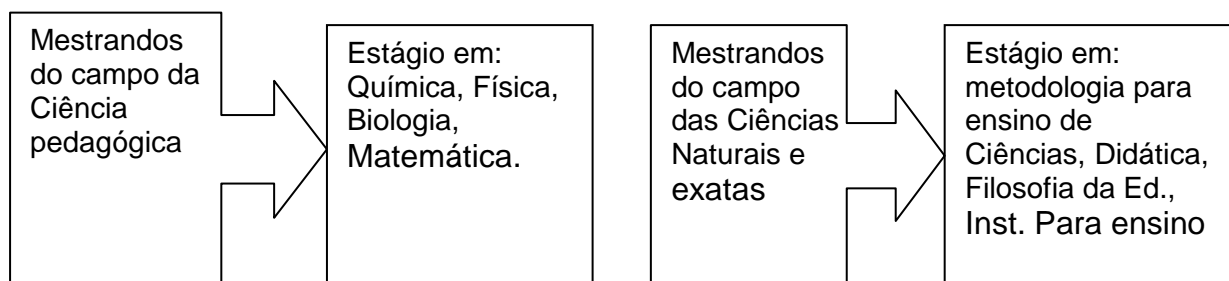 Mestrandos
do campo da
Ciência
pedagógica
Estágio em:
Química, Física,
Biologia,
Matemática.
Mestrandos
do campo
das Ciências
Naturais e
exatas
Estágio em:
metodologia para
ensino de
Ciências, Didática,
Filosofia da Ed.,
Inst. Para ensino